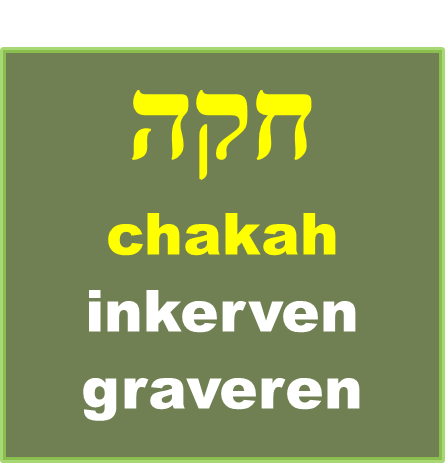 חקה
chakah
inkerven
graveren